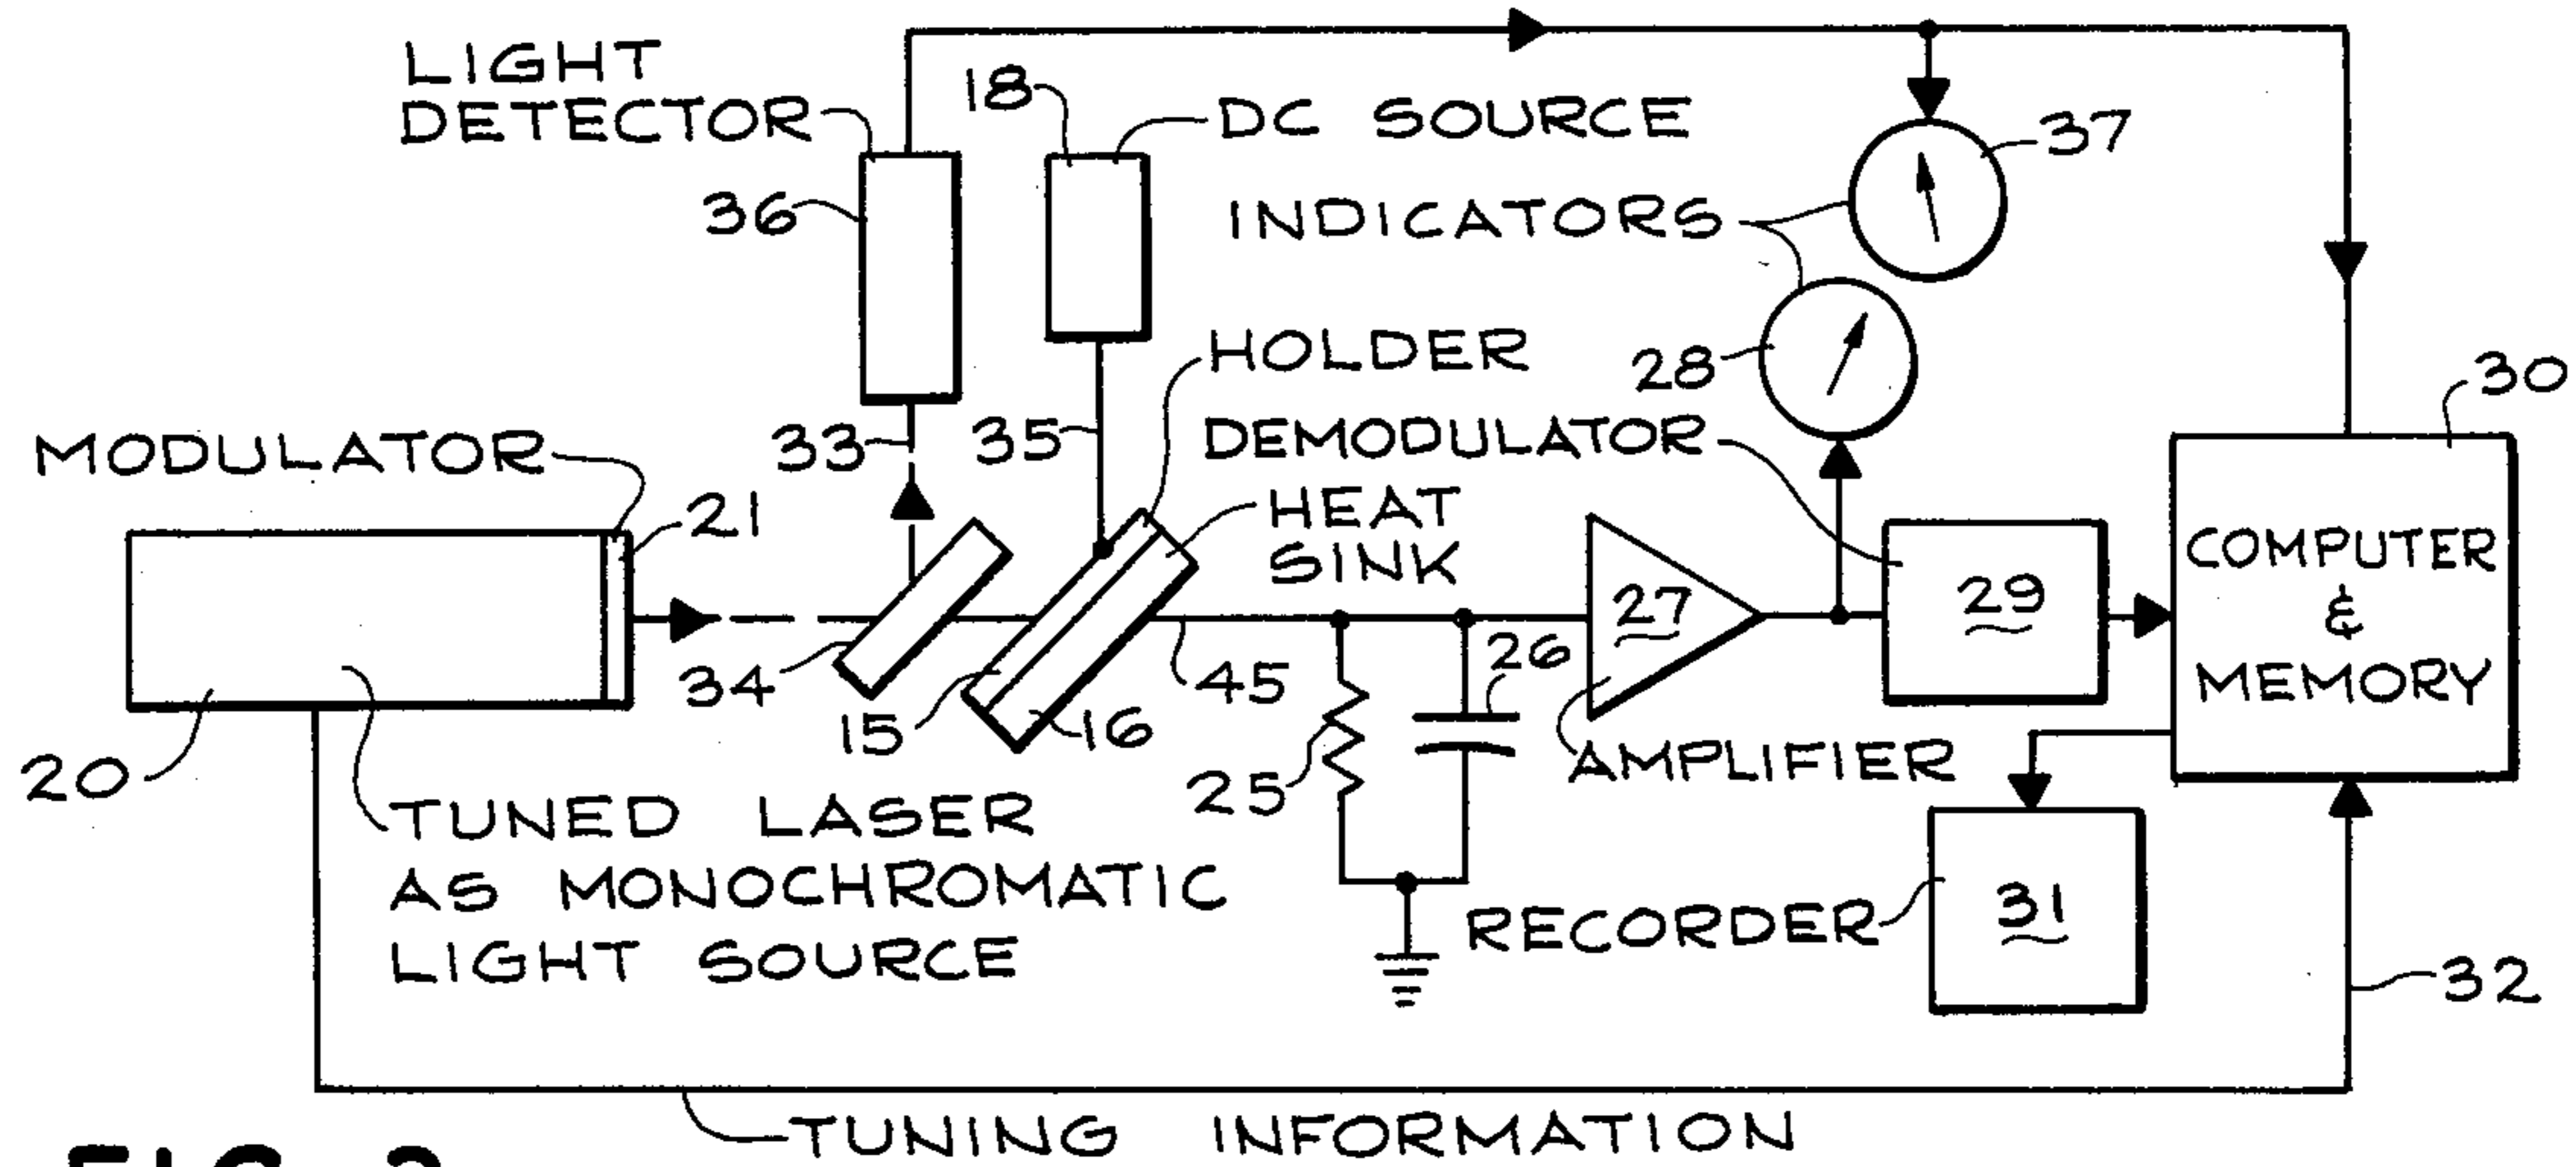 LIGHT
DETECTOR
18
DC SOURCE
37
36
INDICATORS
HOLDER
28
30
MODULATOR
33
35
DEMODULATOR
21
HEAT
SINK
COMPUTER
&
MEMORY
27
29
34
45
26
15
16
20
25
AMPLIFIER
TUNED LASER
AS MONOCHROMATIC
LIGHT SOURCE
RECORDER
31
32
TUNING INFORMATION